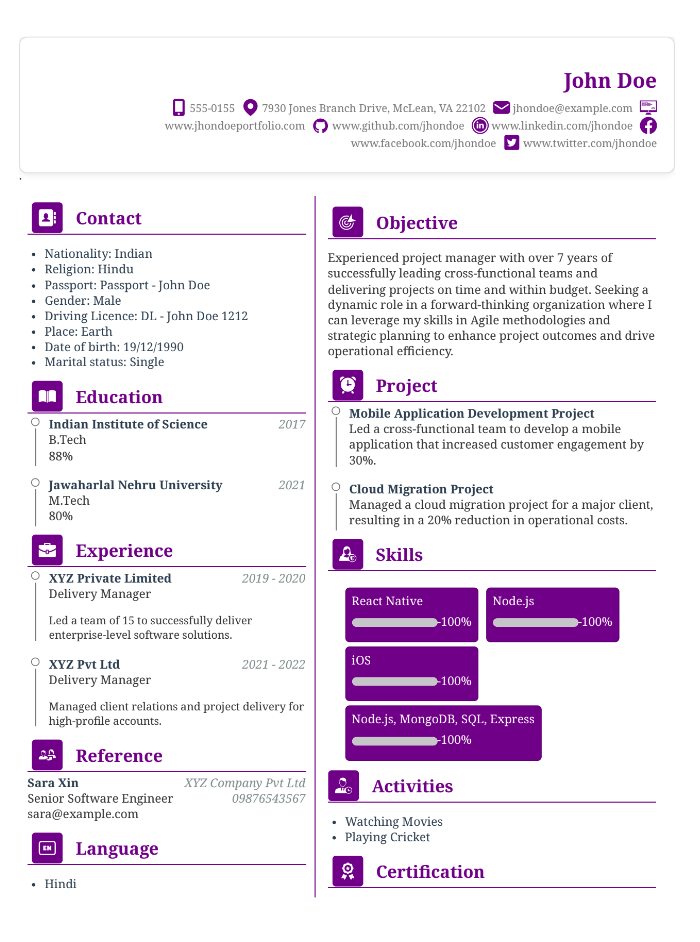 John Doe
555-0155 7930 Jones Branch Drive, McLean, VA 22102 jhondoe@example.com
www.jhondoeportfolio.com www.github.com/jhondoe www.linkedin.com/jhondoe
www.facebook.com/jhondoe www.twitter.com/jhondoe
.
Contact
• Nationality: Indian
• Religion: Hindu
• Passport: Passport - John Doe
• Gender: Male
• Driving Licence: DL - John Doe 1212
• Place: Earth
• Date of birth: 19/12/1990
• Marital status: Single
Education
Indian Institute of Science 2017
B.Tech
88%
Jawaharlal Nehru University 2021
M.Tech
80%
Experience
XYZ Private Limited 2019 - 2020
Delivery Manager
Led a team of 15 to successfully deliver
enterprise-level software solutions.
XYZ Pvt Ltd 2021 - 2022
Delivery Manager
Managed client relations and project delivery for
high-profile accounts.
Reference
Sara Xin XYZ Company Pvt Ltd
Senior Software Engineer 09876543567
sara@example.com
EN
Language
• Hindi
Objective
Experienced project manager with over 7 years of
successfully leading cross-functional teams and
delivering projects on time and within budget. Seeking a
dynamic role in a forward-thinking organization where I
can leverage my skills in Agile methodologies and
strategic planning to enhance project outcomes and drive
operational efficiency.
Project
Mobile Application Development Project
Led a cross-functional team to develop a mobile
application that increased customer engagement by
30%.
Cloud Migration Project
Managed a cloud migration project for a major client,
resulting in a 20% reduction in operational costs.
Skills
React Native
-100%
Node.js
-100%
iOS
-100%
Node.js, MongoDB, SQL, Express
-100%
Activities
• Watching Movies
• Playing Cricket
Certification